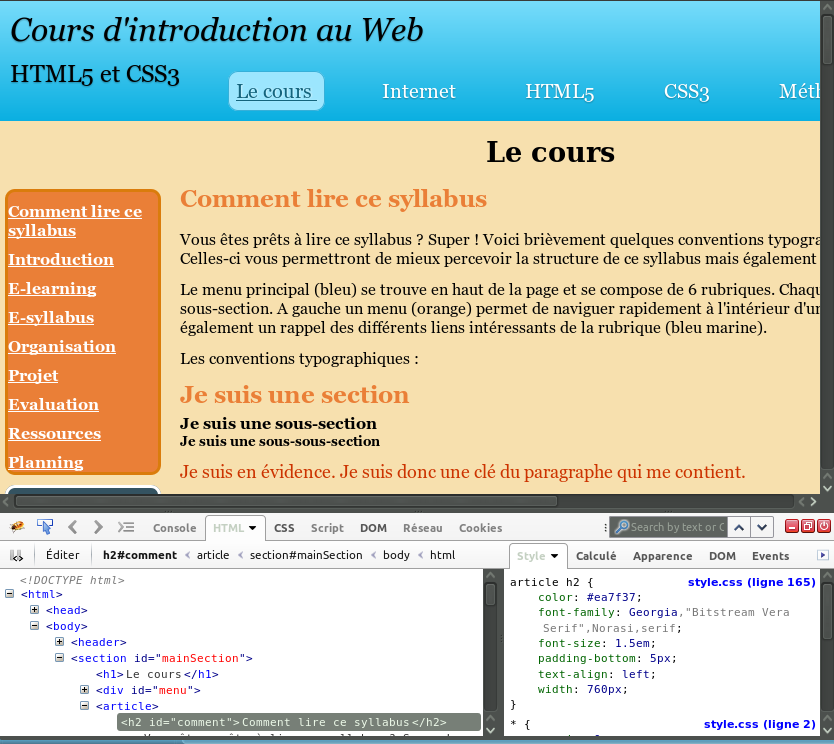 Cours d'introduction au Web
HTML5 et CSS3
Le cours Internet HTML5 CSS3 Méth
Le cours
Comment lire ce
syllabus
Introduction
E-learning
E-syllabus
Organisation
Projet
Evaluation
Ressources
Planning
Comment lire ce syllabus
Vous êtes prêts à lire ce syllabus ? Super ! Voici brièvement quelques conventions typogra
Celles-ci vous permettront de mieux percevoir la structure de ce syllabus mais également
Le menu principal (bleu) se trouve en haut de la page et se compose de 6 rubriques. Chaqu
sous-section. A gauche un menu (orange) permet de naviguer rapidement à l'intérieur d'un
également un rappel des différents liens intéressants de la rubrique (bleu marine).
Les conventions typographiques :
Je suis une section
Je suis une sous-section
Je suis une sous-sous-section
Je suis en évidence. Je suis donc une clé du paragraphe qui me contient.
Console HTML CSS Script DOM Réseau Cookies Search by text or C
Éditer h2#comment < article < section#mainSection < body < html
Style Calculé Apparence DOM Events
<!DOCTYPE html>
<html>
<head>
<body>
<header>
<section id="mainSection">
<h1>Le cours</h1>
<div id="menu">
<article>
<h2 id="comment">Comment lire ce syllabus</h2>
article h2 { style.css (ligne 165)
color: #ea7f37;
font-family: Georgia,"Bitstream Vera
Serif",Norasi,serif;
font-size: 1.5em;
padding-bottom: 5px;
text-align: left;
width: 760px;
}
* { style.css (ligne 2)